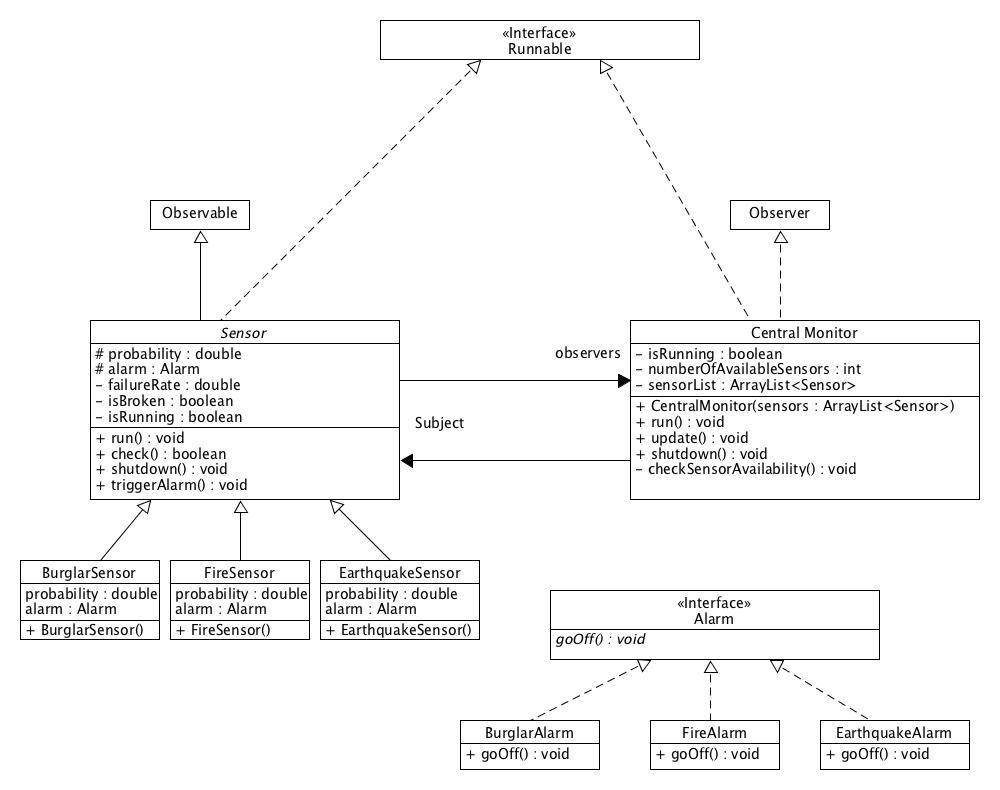 «Interface»
Runnable
Observable
Observer
Sensor
# probability : double
# alarm : Alarm
– failureRate : double
– isBroken : boolean
– isRunning : boolean
+ run() : void
+ check() : boolean
+ shutdown() : void
+ triggerAlarm() : void
observers
Subject
Central Monitor
– isRunning : boolean
– numberOfAvailableSensors : int
– sensorList : ArrayList<Sensor>
+ CentralMonitor(sensors : ArrayList<Sensor>)
+ run() : void
+ update() : void
+ shutdown() : void
– checkSensorAvailability() : void
BurglarSensor
probability : double
alarm : Alarm
+ BurglarSensor()
FireSensor
probability : double
alarm : Alarm
+ FireSensor()
EarthquakeSensor
probability : double
alarm : Alarm
+ EarthquakeSensor()
«Interface»
Alarm
goOff() : void
BurglarAlarm
+ goOff() : void
FireAlarm
+ goOff() : void
EarthquakeAlarm
+ goOff() : void